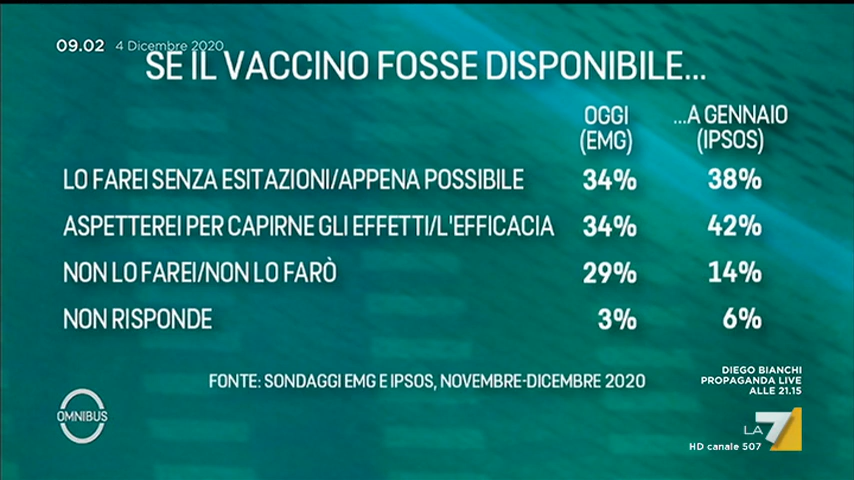 09.02 4 Dicembre 2020
SE IL VACCINO FOSSE DISPONIBILE...
OGGI ...A GENNAIO
(EMG) (IPSOS)
LO FAREI SENZA ESITAZIONI/APPENA POSSIBILE 34% 38%
ASPETTEREI PER CAPIRNE GLI EFFETTI/L'EFFICACIA 34% 42%
NON LO FAREI/NON LO FARÒ 29% 14%
NON RISPONDE 3% 6%
FONTE: SONDAGGI EMG E IPSOS, NOVEMBRE-DICEMBRE 2020
DIEGO BIANCHI
PROPAGANDA LIVE
ALLE 21.15
OMNIBUS
LA7
HD canale 507